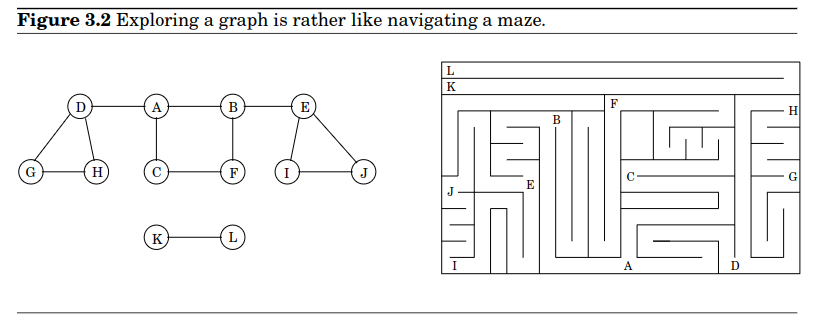 Figure 3.2 Exploring a graph is rather like navigating a maze.
D A B E
G H C F I J
K L
L
K
F
H
B
C
G
J
E
I
A
D